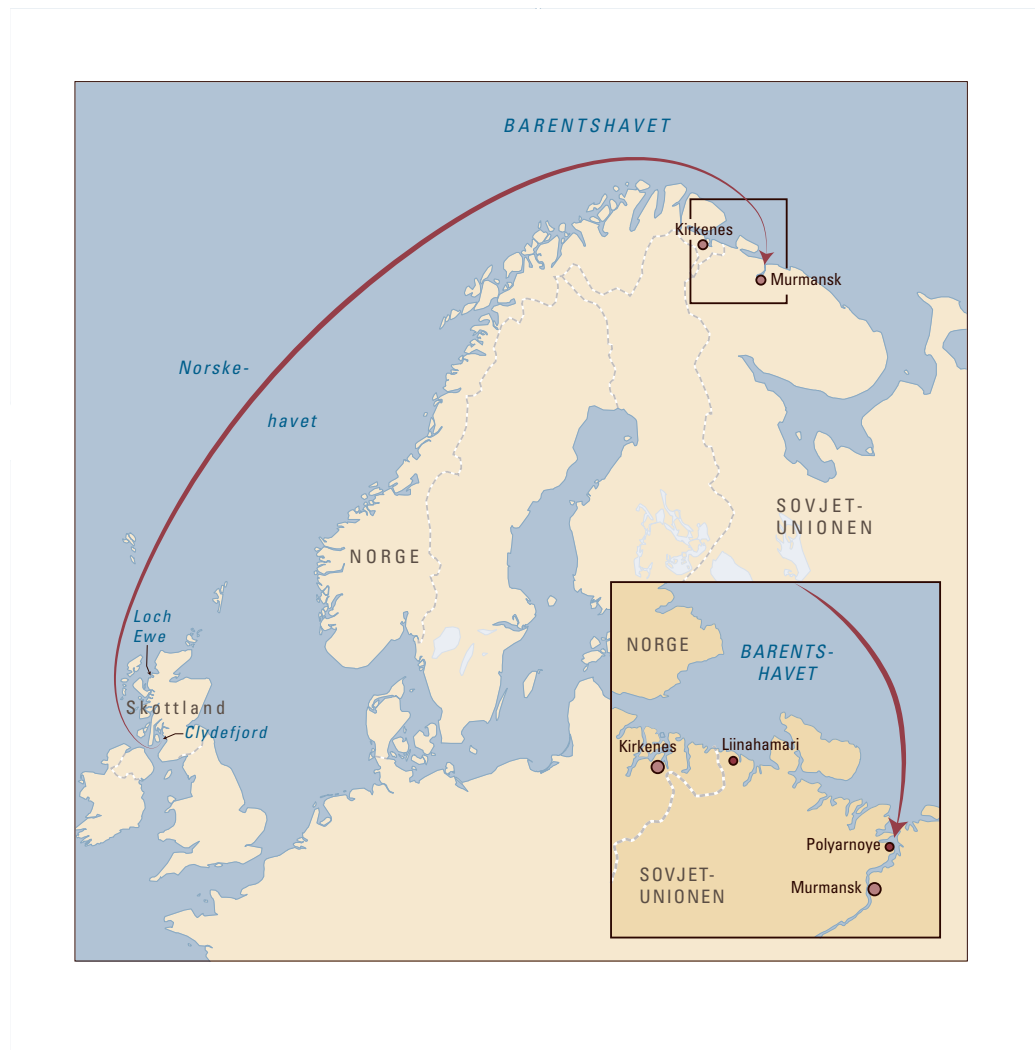 BARENTSHAVET
Kirkenes
Murmansk
Norske-
havet
SOVJET-
UNIONEN
NORGE
Loch
Ewe
Skottland
Clydefjord
NORGE
BARENTS-
HAVET
Kirkenes
Liinahamari
Polyarnoye
SOVJET-
UNIONEN
Murmansk